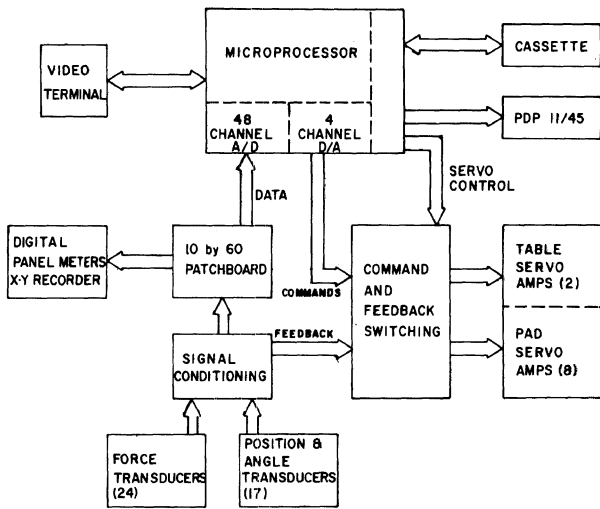 MICROPROCESSOR
48
CHANNEL
A/D
4
CHANNEL
D/A
VIDEO
TERMINAL
CASSETTE
PDP 11/45
SERVO
CONTROL
DATA
DIGITAL
PANEL METERS
X-Y RECORDER
10 by 60
PATCHBOARD
COMMANDS
COMMAND
AND
FEEDBACK
SWITCHING
TABLE
SERVO
AMPS (2)
PAD
SERVO
AMPS (8)
FEEDBACK
SIGNAL
CONDITIONING
FORCE
TRANSDUCERS
(24)
POSITION &
ANGLE
TRANSDUCERS
(17)